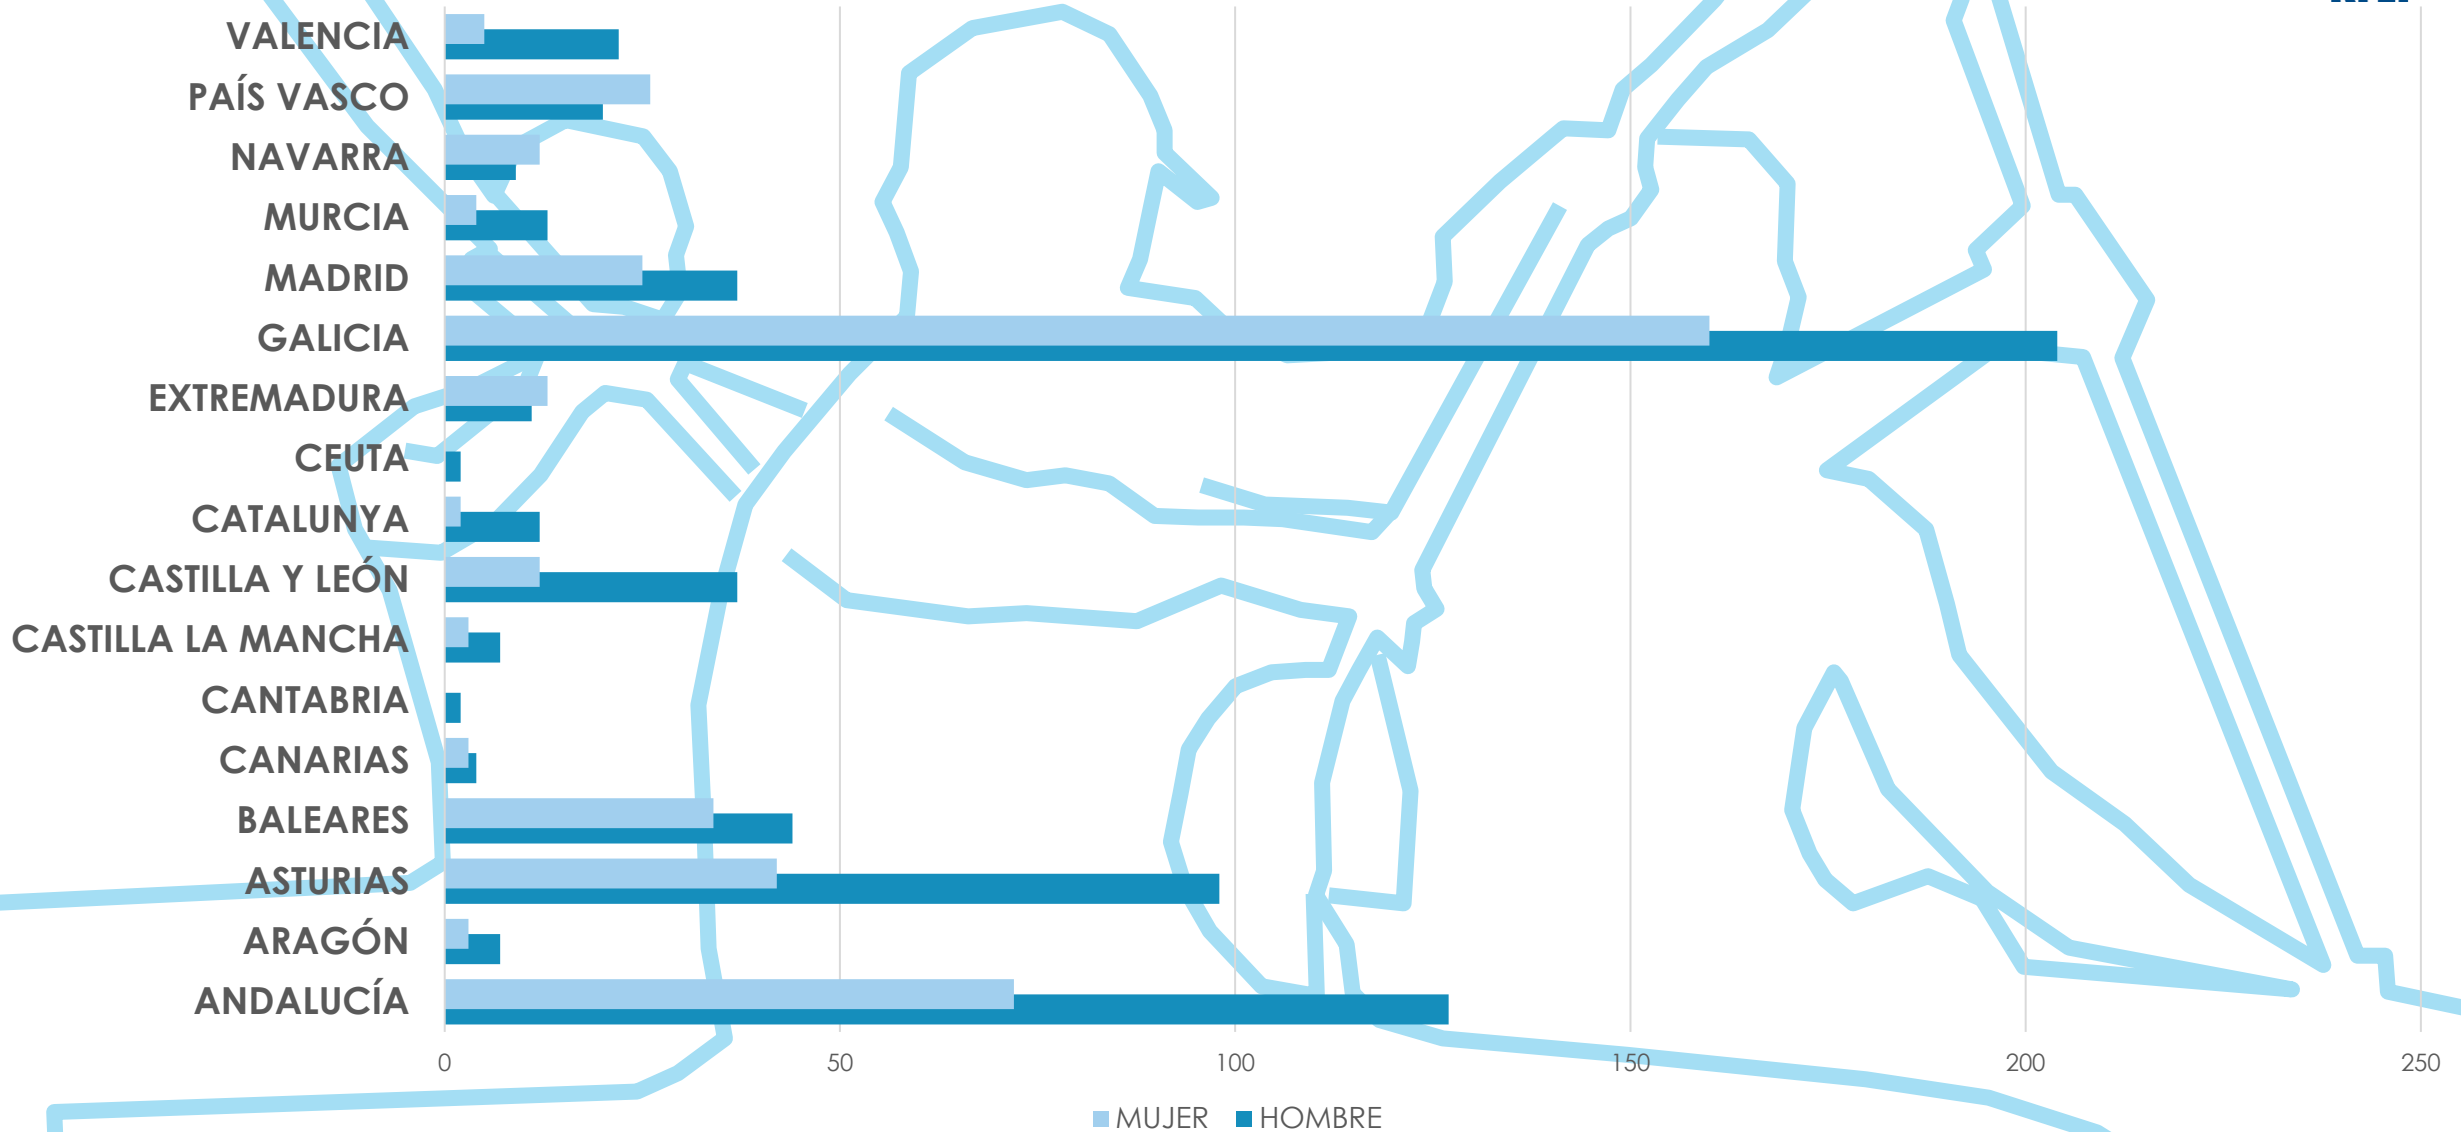 VALENCIA
PAÍS VASCO
NAVARRA
MURCIA
MADRID
GALICIA
EXTREMADURA
CEUTA
CATALUNYA
CASTILLA Y LEÓN
CASTILLA LA MANCHA
CANTABRIA
CANARIAS
BALEARES
ASTURIAS
ARAGÓN
ANDALUCÍA
0 50 100 150 200 250
MUJER HOMBRE